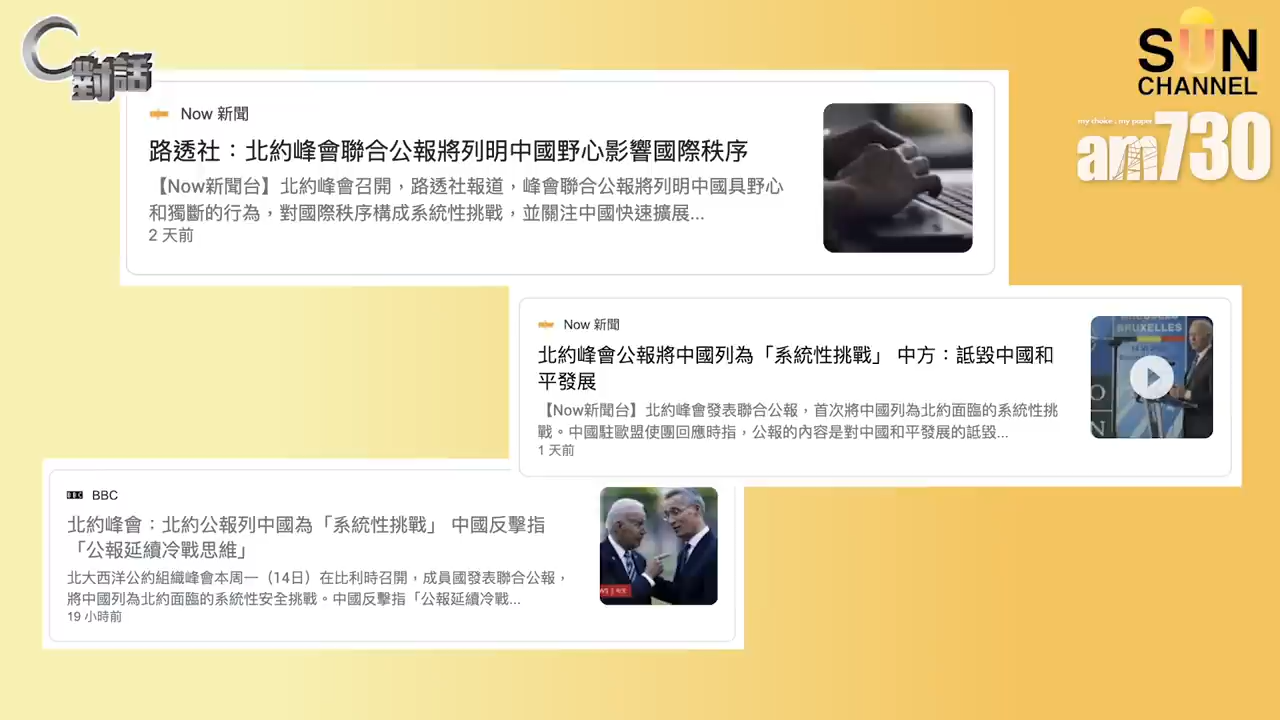 C對話
SUN
CHANNEL
my choice . my paper
am730
Now 新聞
路透社：北約峰會聯合公報將列明中國野心影響國際秩序
【Now新聞台】北約峰會召開，路透社報道，峰會聯合公報將列明中國具野心
和獨斷的行為，對國際秩序構成系統性挑戰，並關注中國快速擴展...
2 天前
Now 新聞
北約峰會公報將中國列為「系統性挑戰」 中方：詆毀中國和
平發展
【Now新聞台】北約峰會發表聯合公報，首次將中國列為北約面臨的系統性挑
戰。中國駐歐盟使團回應時指，公報的內容是對中國和平發展的詆毀...
1 天前
BRUXELLES
BBC
北約峰會：北約公報列中國為「系統性挑戰」 中國反擊指
「公報延續冷戰思維」
北大西洋公約組織峰會本周一（14日）在比利時召開，成員國發表聯合公報，
將中國列為北約面臨的系統性安全挑戰。中國反擊指「公報延續冷戰...
19 小時前